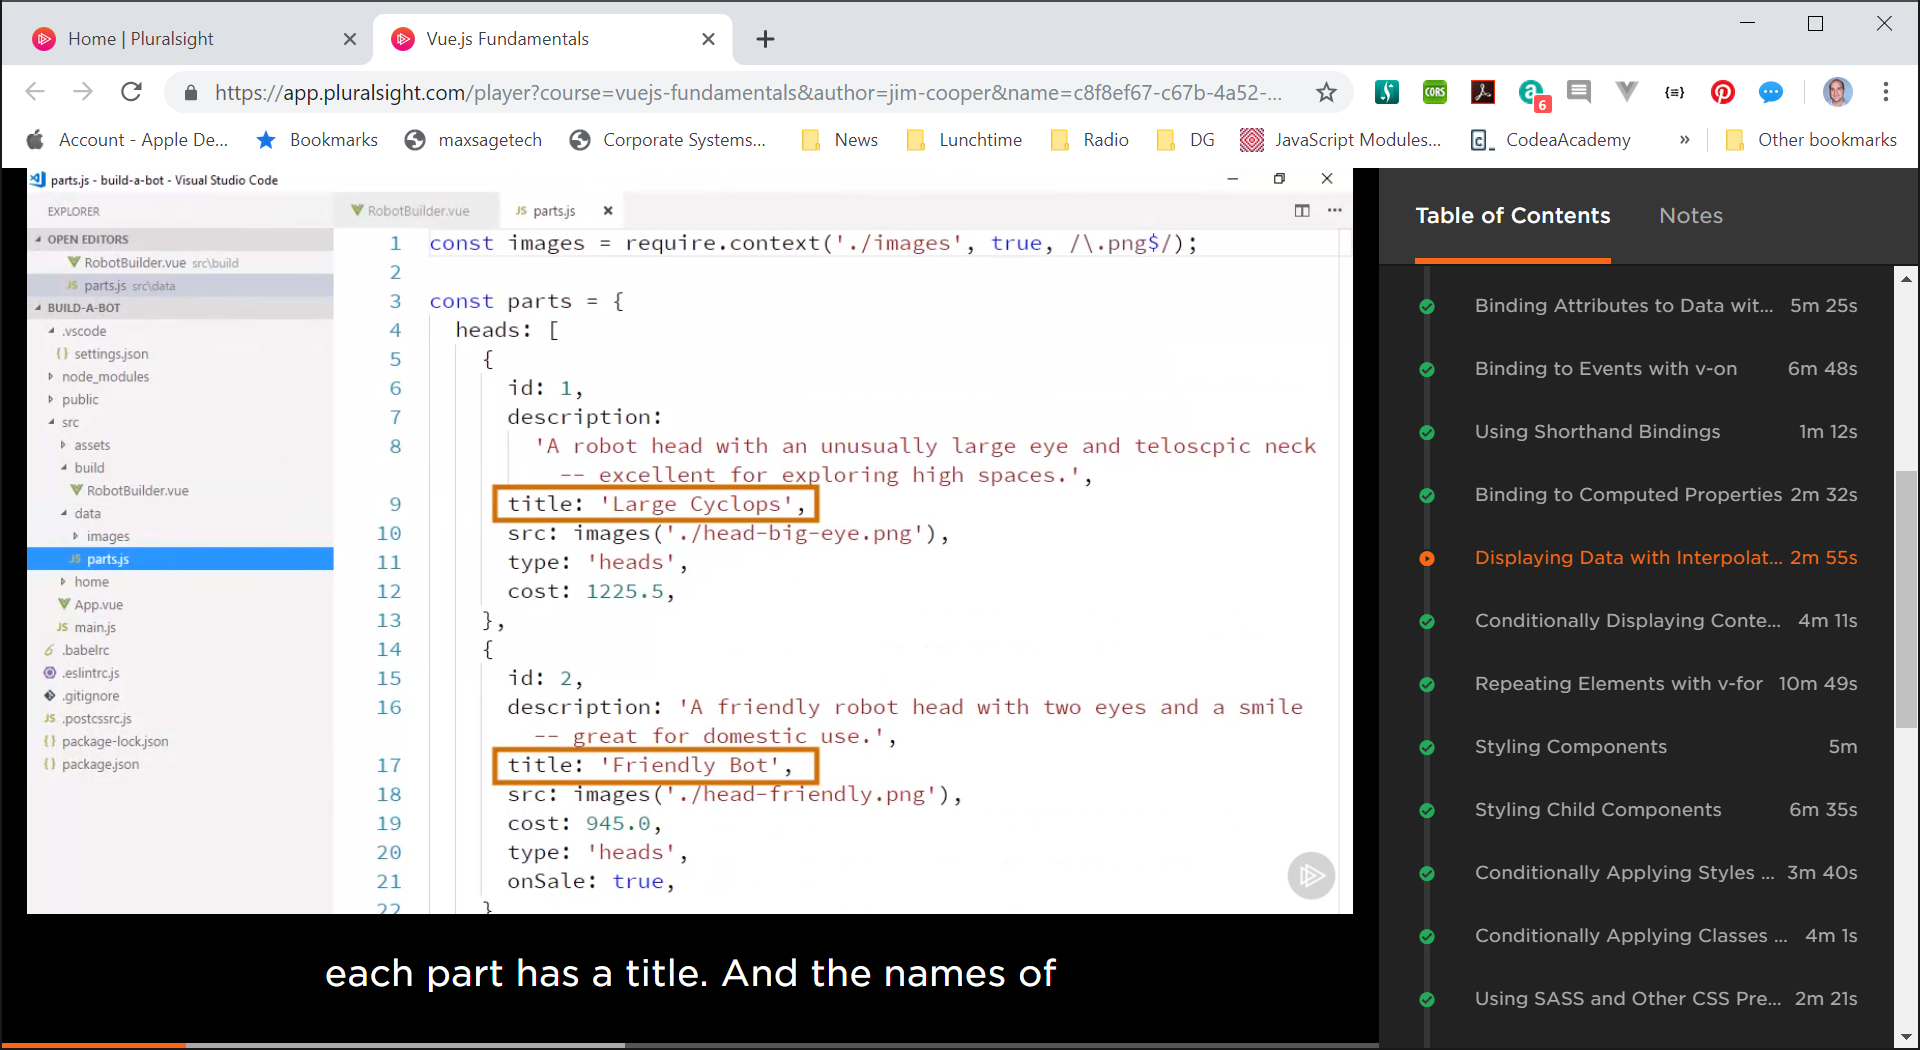 Home | Pluralsight
Vue.js Fundamentals
https://app.pluralsight.com/player?course=vuejs-fundamentals&author=jim-cooper&name=c8f8ef67-c67b-4a52-...
CORS
6
{≡}
Account - Apple De...
Bookmarks
maxsagetech
Corporate Systems...
News
Lunchtime
Radio
DG
JavaScript Modules...
CodeaAcademy
»
Other bookmarks
parts.js - build-a-bot - Visual Studio Code
EXPLORER
OPEN EDITORS
RobotBuilder.vue src\build
JS parts.js src\data
BUILD-A-BOT
.vscode
{} settings.json
node_modules
public
src
assets
build
RobotBuilder.vue
data
images
JS parts.js
home
App.vue
JS main.js
.babelrc
.eslintrc.js
.gitignore
JS .postcssrc.js
{} package-lock.json
{} package.json
RobotBuilder.vue
JS parts.js
1 const images = require.context('./images', true, /\.png$/);
2
3 const parts = {
4 heads: [
5 {
6 id: 1,
7 description:
8 'A robot head with an unusually large eye and teloscpic neck
-- excellent for exploring high spaces.',
9 title: 'Large Cyclops',
10 src: images('./head-big-eye.png'),
11 type: 'heads',
12 cost: 1225.5,
13 },
14 {
15 id: 2,
16 description: 'A friendly robot head with two eyes and a smile
-- great for domestic use.',
17 title: 'Friendly Bot',
18 src: images('./head-friendly.png'),
19 cost: 945.0,
20 type: 'heads',
21 onSale: true,
22 }
each part has a title. And the names of
Table of Contents
Notes
Binding Attributes to Data wit... 5m 25s
Binding to Events with v-on 6m 48s
Using Shorthand Bindings 1m 12s
Binding to Computed Properties 2m 32s
Displaying Data with Interpolat... 2m 55s
Conditionally Displaying Conte... 4m 11s
Repeating Elements with v-for 10m 49s
Styling Components 5m
Styling Child Components 6m 35s
Conditionally Applying Styles ... 3m 40s
Conditionally Applying Classes ... 4m 1s
Using SASS and Other CSS Pre... 2m 21s